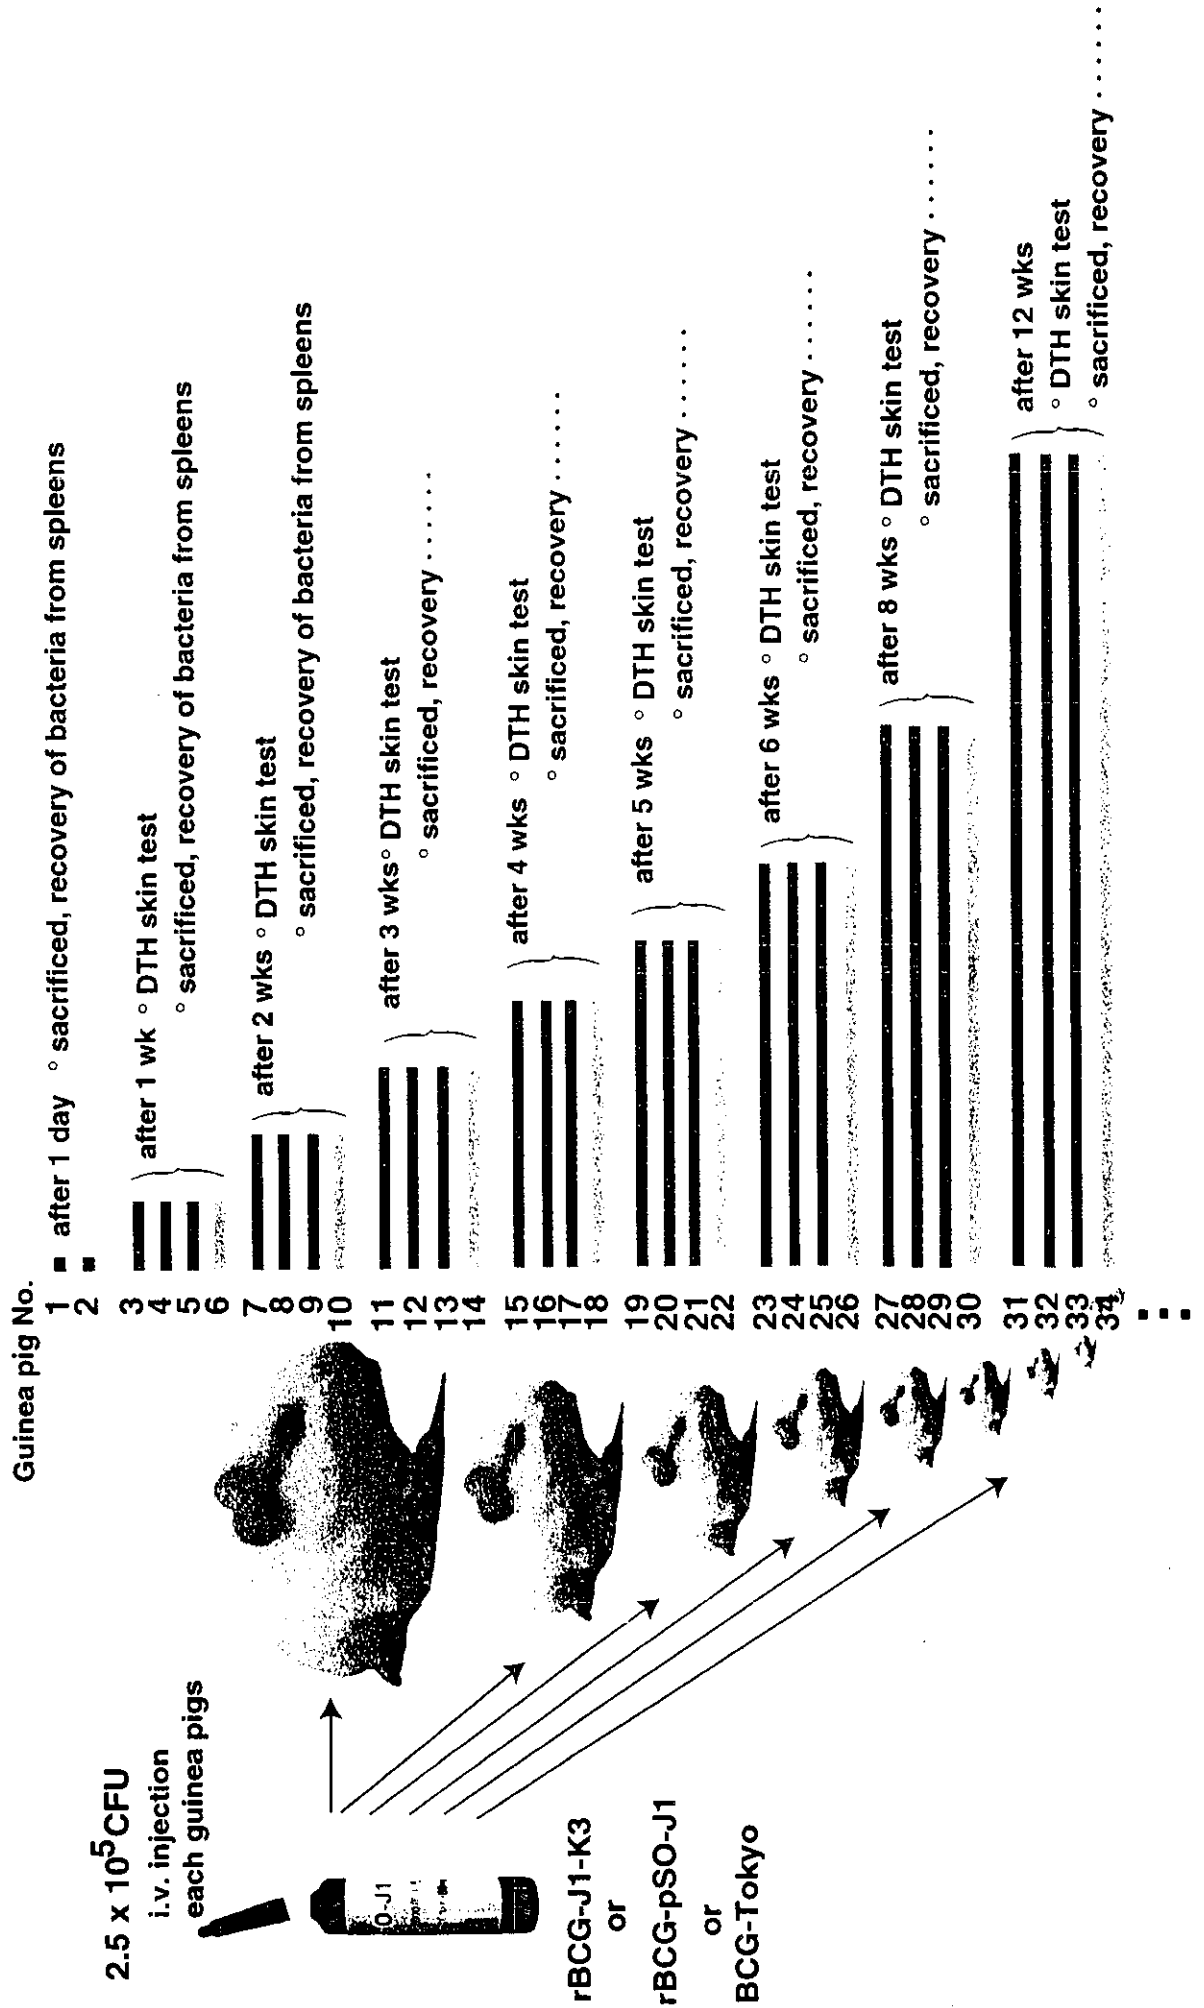 2.5 x 10⁵CFU
i.v. injection
each guinea pigs
O-J1
rBCG-J1-K3
or
rBCG-pSO-J1
or
BCG-Tokyo
Guinea pig No.
1
2
after 1 day ° sacrificed, recovery of bacteria from spleens
3
4
5
6
after 1 wk ° DTH skin test
° sacrificed, recovery of bacteria from spleens
7
8
9
10
after 2 wks ° DTH skin test
° sacrificed, recovery of bacteria from spleens
11
12
13
14
after 3 wks° DTH skin test
° sacrificed, recovery......
15
16
17
18
after 4 wks ° DTH skin test
° sacrificed, recovery......
19
20
21
22
after 5 wks ° DTH skin test
° sacrificed, recovery......
23
24
25
26
after 6 wks ° DTH skin test
° sacrificed, recovery......
27
28
29
30
after 8 wks ° DTH skin test
° sacrificed, recovery......
31
32
33
34
after 12 wks
° DTH skin test
° sacrificed, recovery......